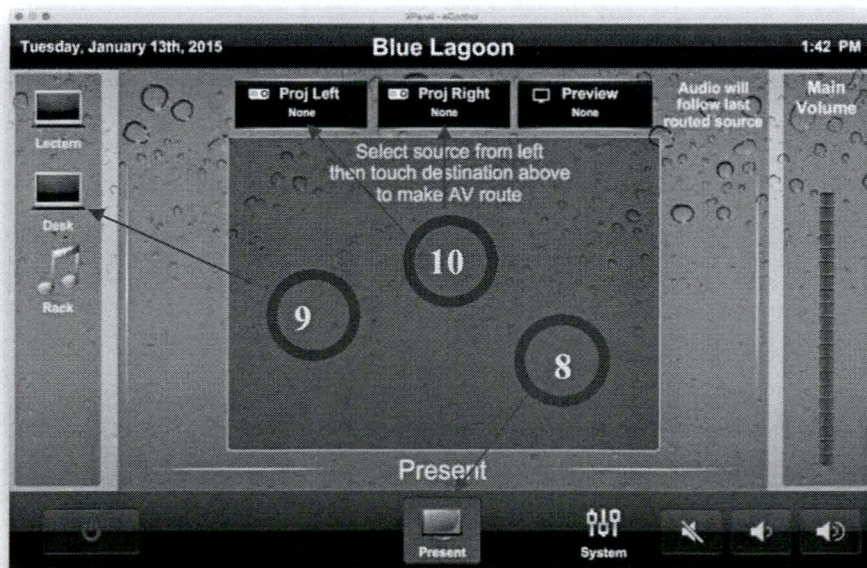 XPanel - eControl
Tuesday, January 13th, 2015
Blue Lagoon
1:42 PM
Proj Left
None
Proj Right
None
Preview
None
Audio will
follow last
routed source
Main
Volume
Lectern
Desk
Rack
Select source from left
then touch destination above
to make AV route
10
9
8
Present
Present
System